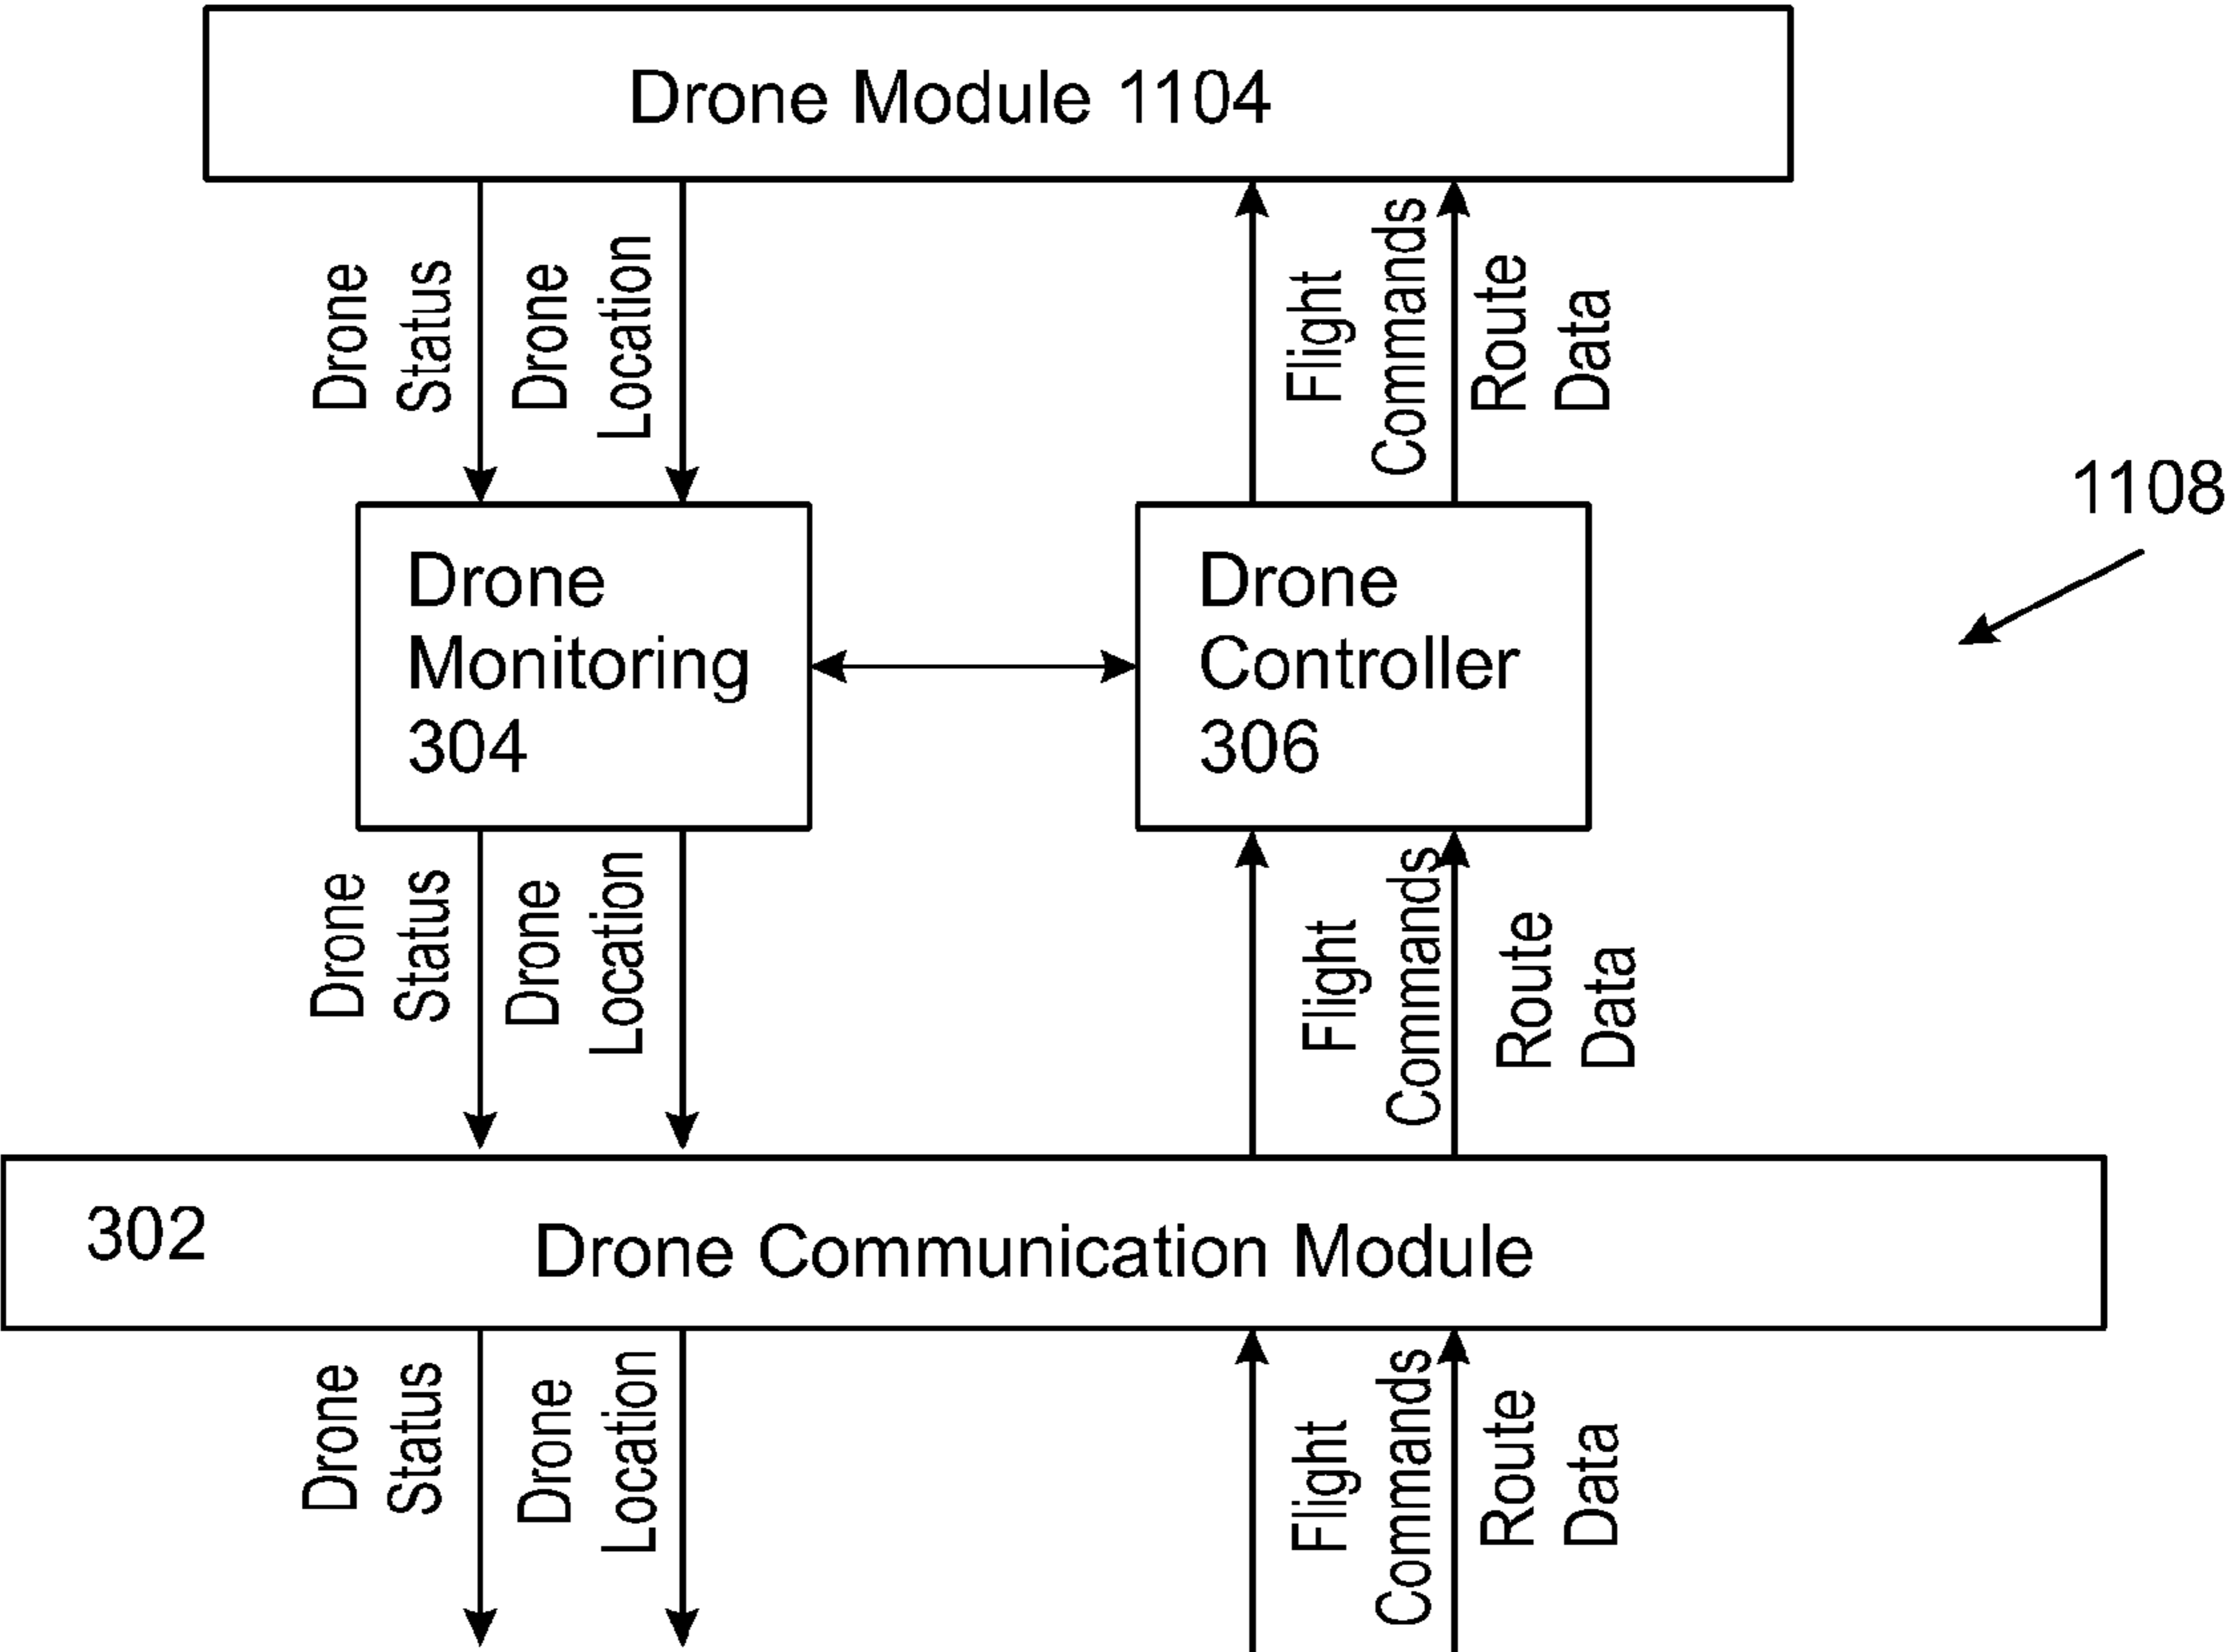 Drone Module 1104
Drone
Status
Drone
Location
Flight
Commands
Route
Data
1108
Drone
Monitoring
304
Drone
Controller
306
Drone
Status
Drone
Location
Flight
Commands
Route
Data
302
Drone Communication Module
Drone
Status
Drone
Location
Flight
Commands
Route
Data